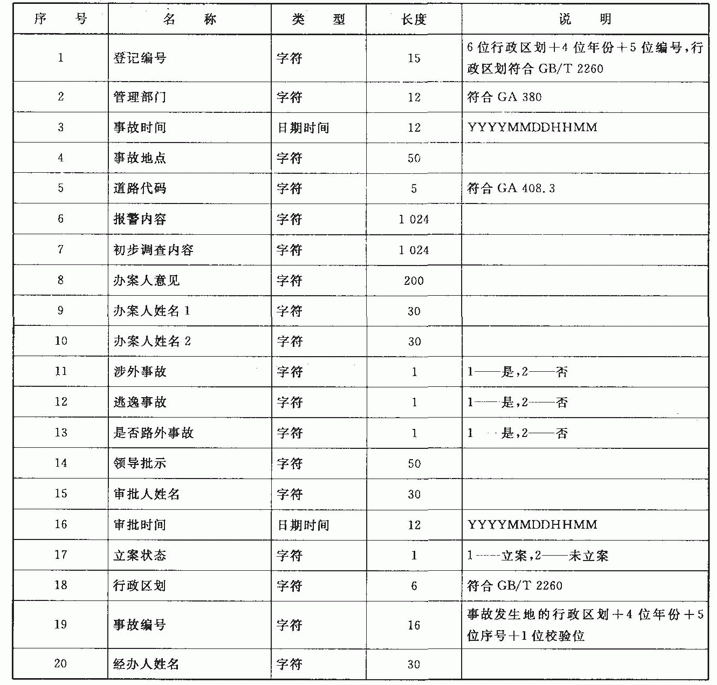 序 号 名 称 类 型 长度 说 明
1 登记编号 字符 15 6位行政区划+4位年份+5位编号,行
政区划符合GB/T 2260
2 管理部门 字符 12 符合GA 380
3 事故时间 日期时间 12 YYYYMMDDHHMM
4 事故地点 字符 50
5 道路代码 字符 5 符合GA 408.3
6 报警内容 字符 1 024
7 初步调查内容 字符 1 024
8 办案人意见 字符 200
9 办案人姓名1 字符 30
10 办案人姓名2 字符 30
11 涉外事故 字符 1 1——是,2——否
12 逃逸事故 字符 1 1——是,2——否
13 是否路外事故 字符 1 1——是,2——否
14 领导批示 字符 50
15 审批人姓名 字符 30
16 审批时间 日期时间 12 YYYYMMDDHHMM
17 立案状态 字符 1 1——立案,2——未立案
18 行政区划 字符 6 符合GB/T 2260
19 事故编号 字符 16 事故发生地的行政区划+4位年份+5
位序号+1位校验位
20 经办人姓名 字符 30